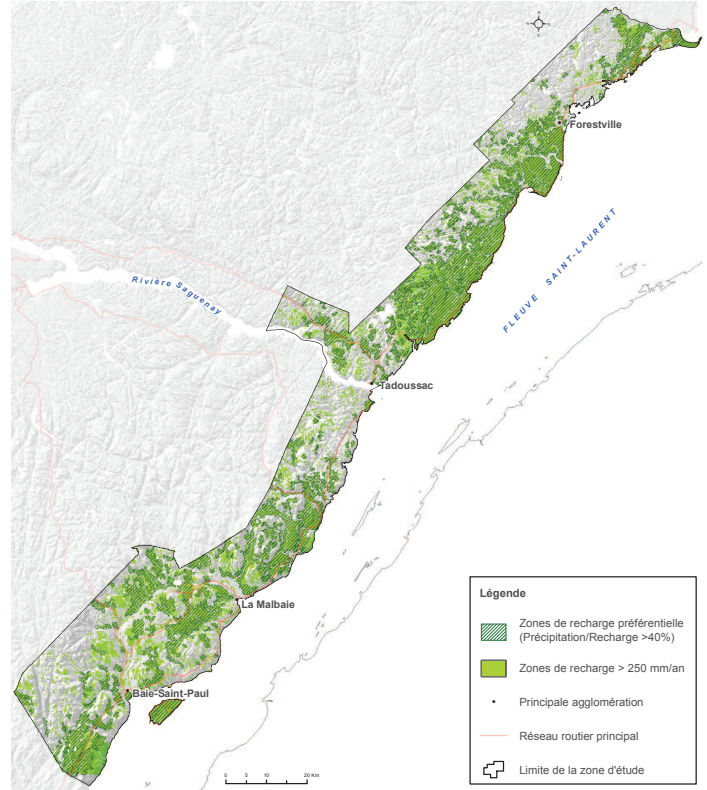 Forestville
FLEUVE SAINT-LAURENT
Rivière Saguenay
Tadoussac
La Malbaie
Baie-Saint-Paul
Légende
Zones de recharge préférentielle
(Précipitation/Recharge >40%)
Zones de recharge > 250 mm/an
Principale agglomération
Réseau routier principal
Limite de la zone d'étude
0 5 10 20 Km